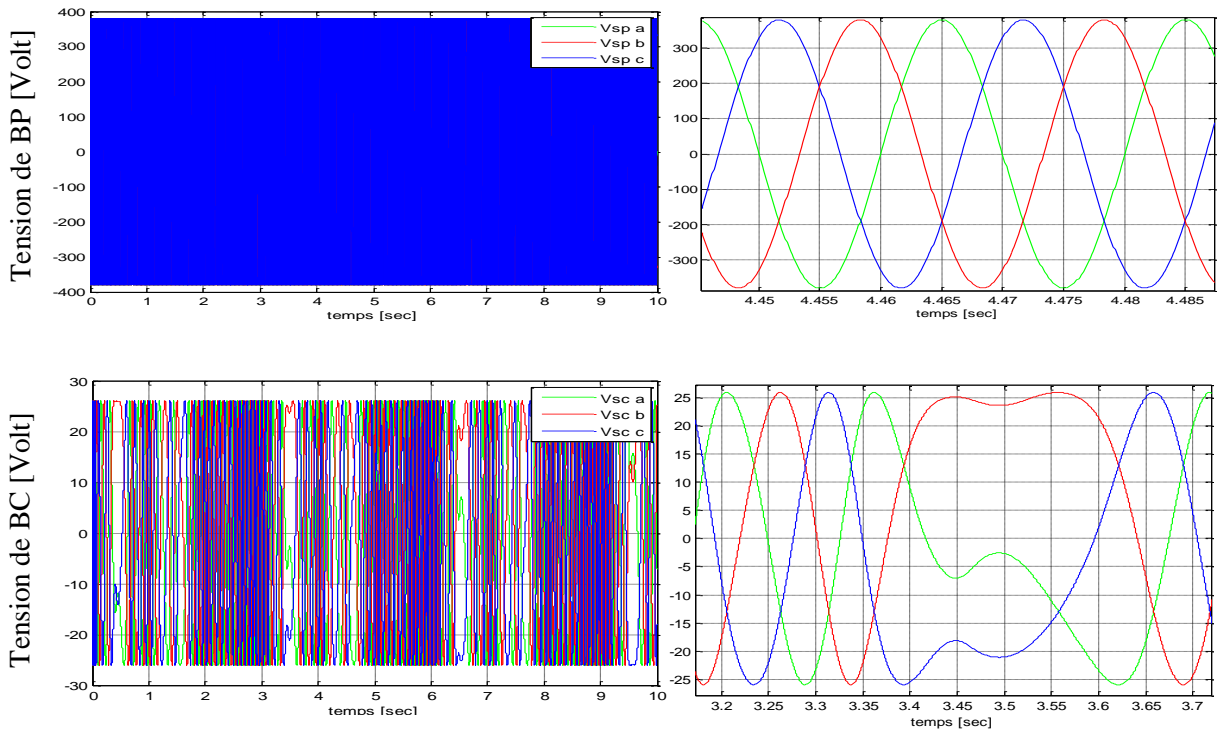 Tension de BP [Volt]
400
300
200
100
0
-100
-200
-300
-400
0 1 2 3 4 5 6 7 8 9 10
temps [sec]
Vsp a
Vsp b
Vsp c
300
200
100
0
-100
-200
-300
4.45 4.455 4.46 4.465 4.47 4.475 4.48 4.485
temps [sec]
Tension de BC [Volt]
30
20
10
0
-10
-20
-30
0 1 2 3 4 5 6 7 8 9 10
temps [sec]
Vsc a
Vsc b
Vsc c
25
20
15
10
5
0
-5
-10
-15
-20
-25
3.2 3.25 3.3 3.35 3.4 3.45 3.5 3.55 3.6 3.65 3.7
temps [sec]